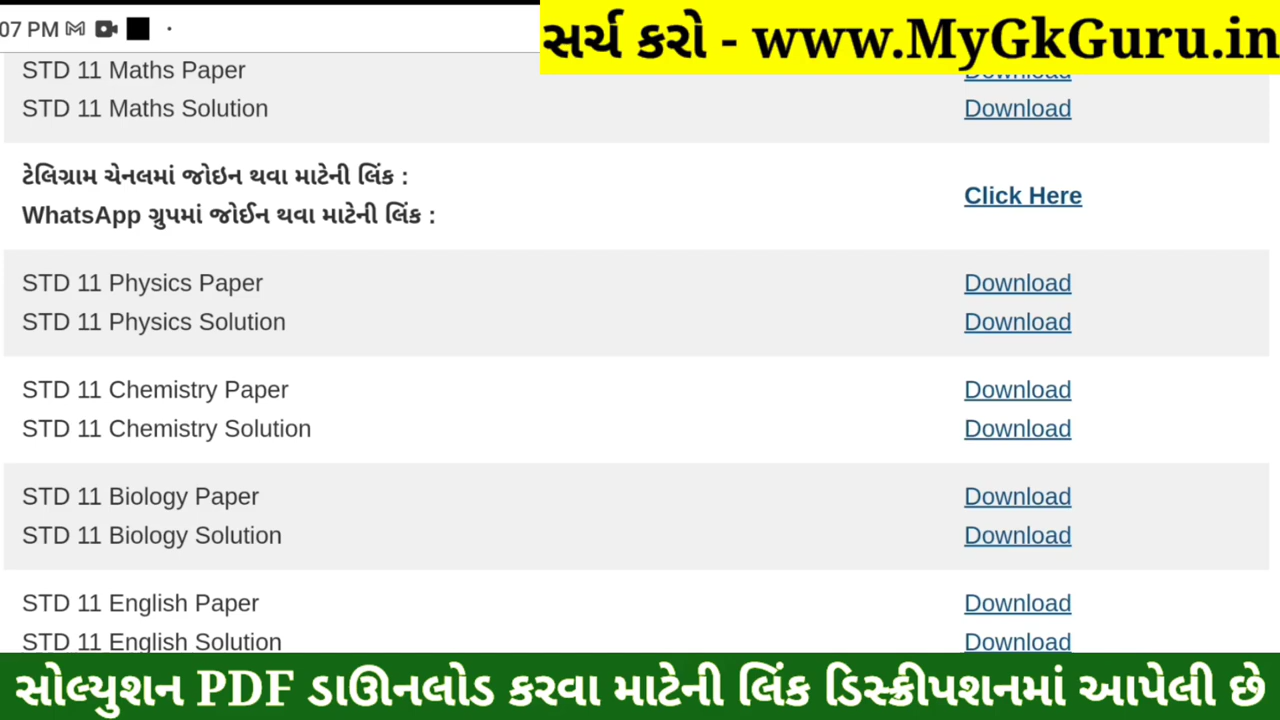 07 PM
સર્ચ કરો - www.MyGkGuru.in
STD 11 Maths Paper Download
STD 11 Maths Solution Download
ટેલિગ્રામ ચેનલમાં જોઇન થવા માટેની લિંક :
WhatsApp ગ્રુપમાં જોઈન થવા માટેની લિંક :
Click Here
STD 11 Physics Paper Download
STD 11 Physics Solution Download
STD 11 Chemistry Paper Download
STD 11 Chemistry Solution Download
STD 11 Biology Paper Download
STD 11 Biology Solution Download
STD 11 English Paper Download
STD 11 English Solution Download
સોલ્યુશન PDF ડાઊનલોડ કરવા માટેની લિંક ડિસ્ક્રીપશનમાં આપેલી છે